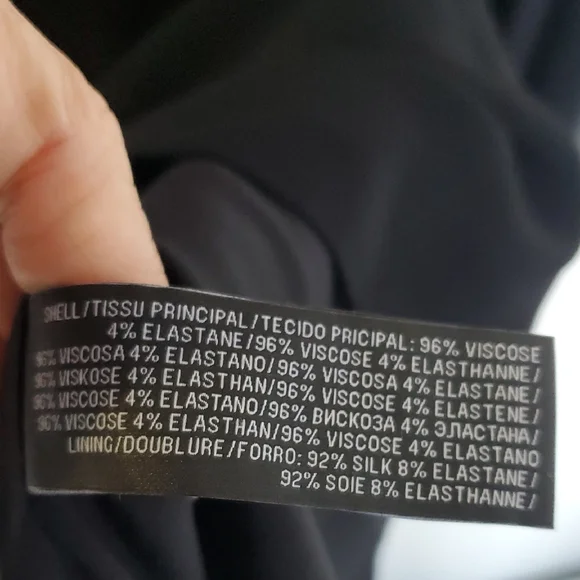 SHELL/TISSU PRINCIPAL/TECIDO PRICIPAL: 96% VISCOSE
4% ELASTANE/96% VISCOSE 4% ELASTHANNE/
96% VISCOSA 4% ELASTANO/96% VISCOSA 4% ELASTANE/
96% VISKOSE 4% ELASTHAN/96% VISCOSE 4% ELASTENE/
96% VISCOSE 4% ELASTANO/96% ВИСКОЗА 4% ЭЛАСТАНА/
96% VISCOSE 4% ELASTHAN/96% VISCOSE 4% ELASTANO
LINING/DOUBLURE/FORRO: 92% SILK 8% ELASTANE/
92% SOIE 8% ELASTHANNE/